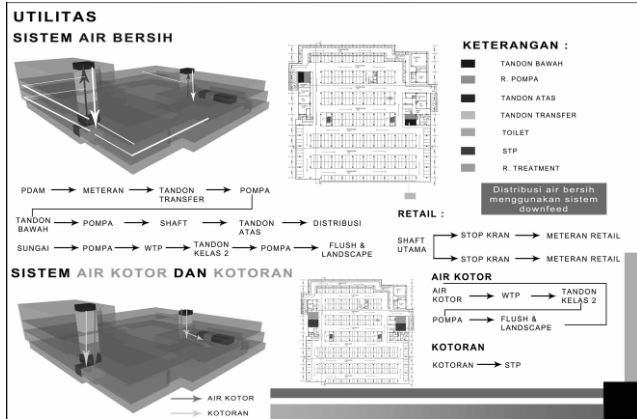 UTILITAS
SISTEM AIR BERSIH
PDAM
METERAN
TANDON
TRANSFER
POMPA
TANDON
BAWAH
POMPA
SHAFT
TANDON
ATAS
DISTRIBUSI
SUNGAI
POMPA
WTP
TANDON
KELAS 2
POMPA
FLUSH &
LANDSCAPE
KETERANGAN :
TANDON BAWAH
R. POMPA
TANDON ATAS
TANDON TRANSFER
TOILET
STP
R. TREATMENT
Distribusi air bersih
menggunakan sistem
downfeed
RETAIL :
SHAFT
UTAMA
STOP KRAN
METERAN RETAIL
STOP KRAN
METERAN RETAIL
SISTEM AIR KOTOR DAN KOTORAN
AIR KOTOR
KOTORAN
AIR KOTOR
AIR
KOTOR
WTP
TANDON
KELAS 2
POMPA
FLUSH &
LANDSCAPE
KOTORAN
KOTORAN
STP